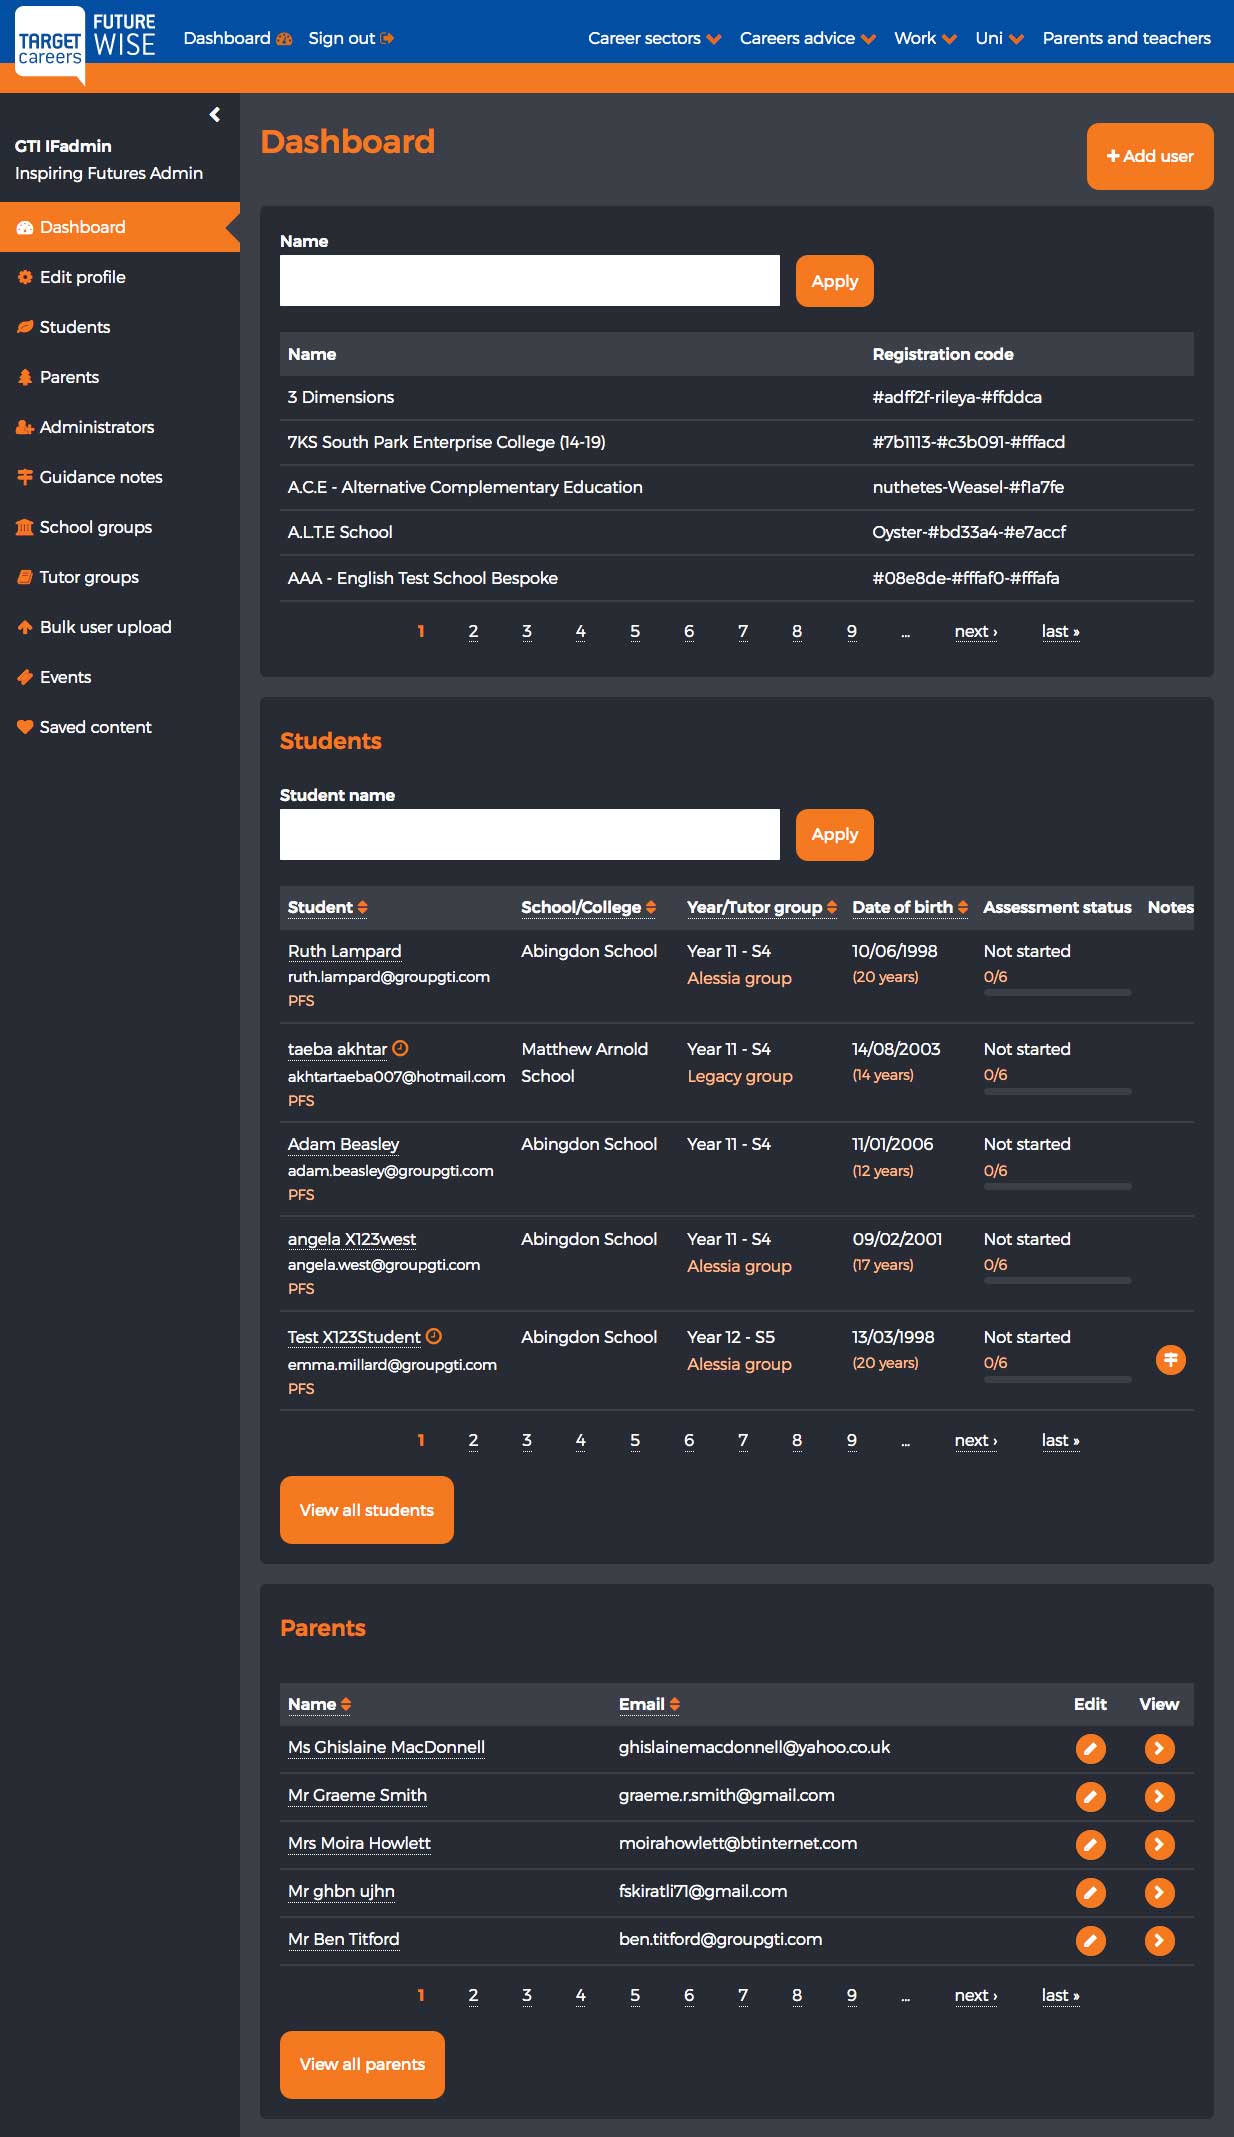 TARGET
careers
FUTURE
WISE
Dashboard Sign out Career sectors Careers advice Work Uni Parents and teachers
GTI IFadmin
Inspiring Futures Admin
Dashboard
Edit profile
Students
Parents
Administrators
Guidance notes
School groups
Tutor groups
Bulk user upload
Events
Saved content
Dashboard
+ Add user
Name
Apply
Name Registration code
3 Dimensions #adff2f-rileya-#ffddca
7KS South Park Enterprise College (14-19) #7b1113-#c3b091-#fffacd
A.C.E - Alternative Complementary Education nuthetes-Weasel-#f1a7fe
A.L.T.E School Oyster-#bd33a4-#e7accf
AAA - English Test School Bespoke #08e8de-#fffaf0-#fffafa
1 2 3 4 5 6 7 8 9 ... next › last »
Students
Student name
Apply
Student School/College Year/Tutor group Date of birth Assessment status Notes
Ruth Lampard Abingdon School Year 11 - S4 10/06/1998 Not started
ruth.lampard@groupgti.com Alessia group (20 years) 0/6
PFS
taeba akhtar Matthew Arnold Year 11 - S4 14/08/2003 Not started
akhtartaeba007@hotmail.com School Legacy group (14 years) 0/6
PFS
Adam Beasley Abingdon School Year 11 - S4 11/01/2006 Not started
adam.beasley@groupgti.com (12 years) 0/6
PFS
angela X123west Abingdon School Year 11 - S4 09/02/2001 Not started
angela.west@groupgti.com Alessia group (17 years) 0/6
PFS
Test X123Student Abingdon School Year 12 - S5 13/03/1998 Not started
emma.millard@groupgti.com Alessia group (20 years) 0/6
PFS
1 2 3 4 5 6 7 8 9 ... next › last »
View all students
Parents
Name Email Edit View
Ms Ghislaine MacDonnell ghislainemacdonnell@yahoo.co.uk
Mr Graeme Smith graeme.r.smith@gmail.com
Mrs Moira Howlett moirahowlett@btinternet.com
Mr ghbn ujhn fskiratli71@gmail.com
Mr Ben Titford ben.titford@groupgti.com
1 2 3 4 5 6 7 8 9 ... next › last »
View all parents